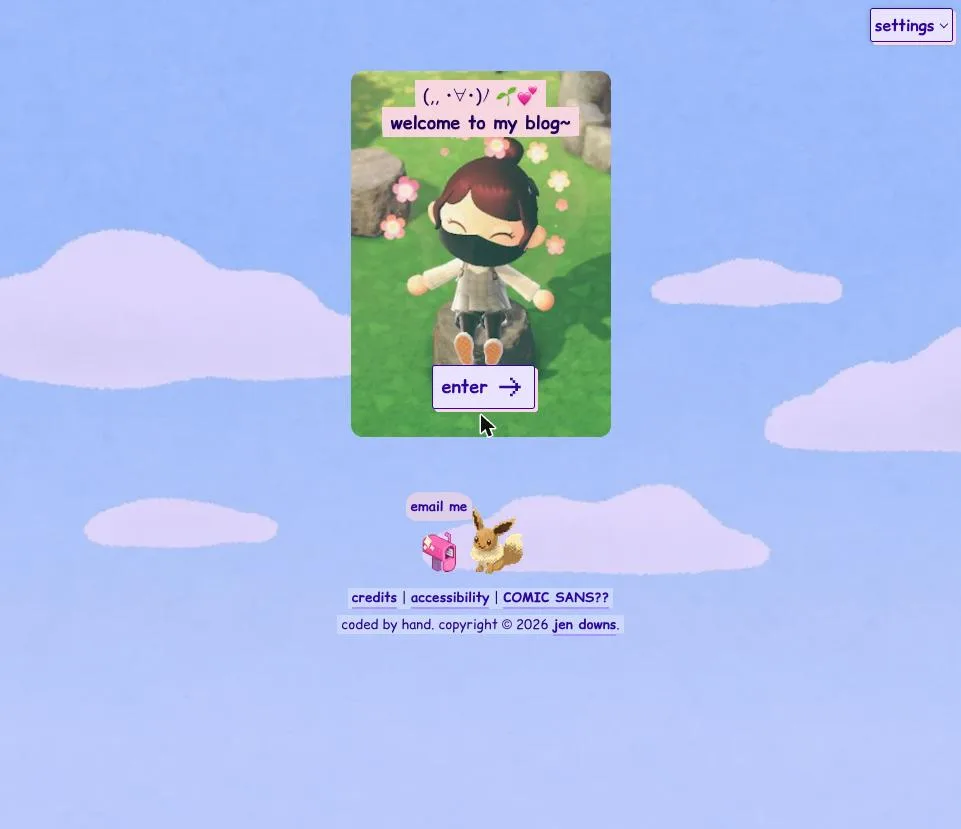 settings
(,, ･∀･)ﾉ 🌱💕
welcome to my blog~
enter →
email me
credits | accessibility | COMIC SANS??
coded by hand. copyright © 2026 jen downs.